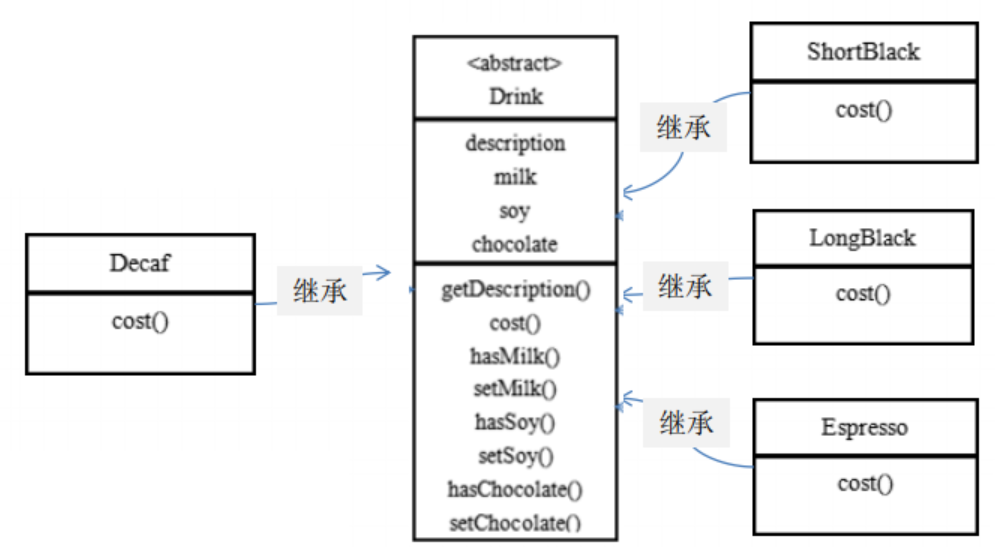 <abstract>
Drink
description
milk
soy
chocolate
getDescription()
cost()
hasMilk()
setMilk()
hasSoy()
setSoy()
hasChocolate()
setChocolate()
Decaf
cost()
继承
继承
ShortBlack
cost()
继承
LongBlack
cost()
继承
Espresso
cost()